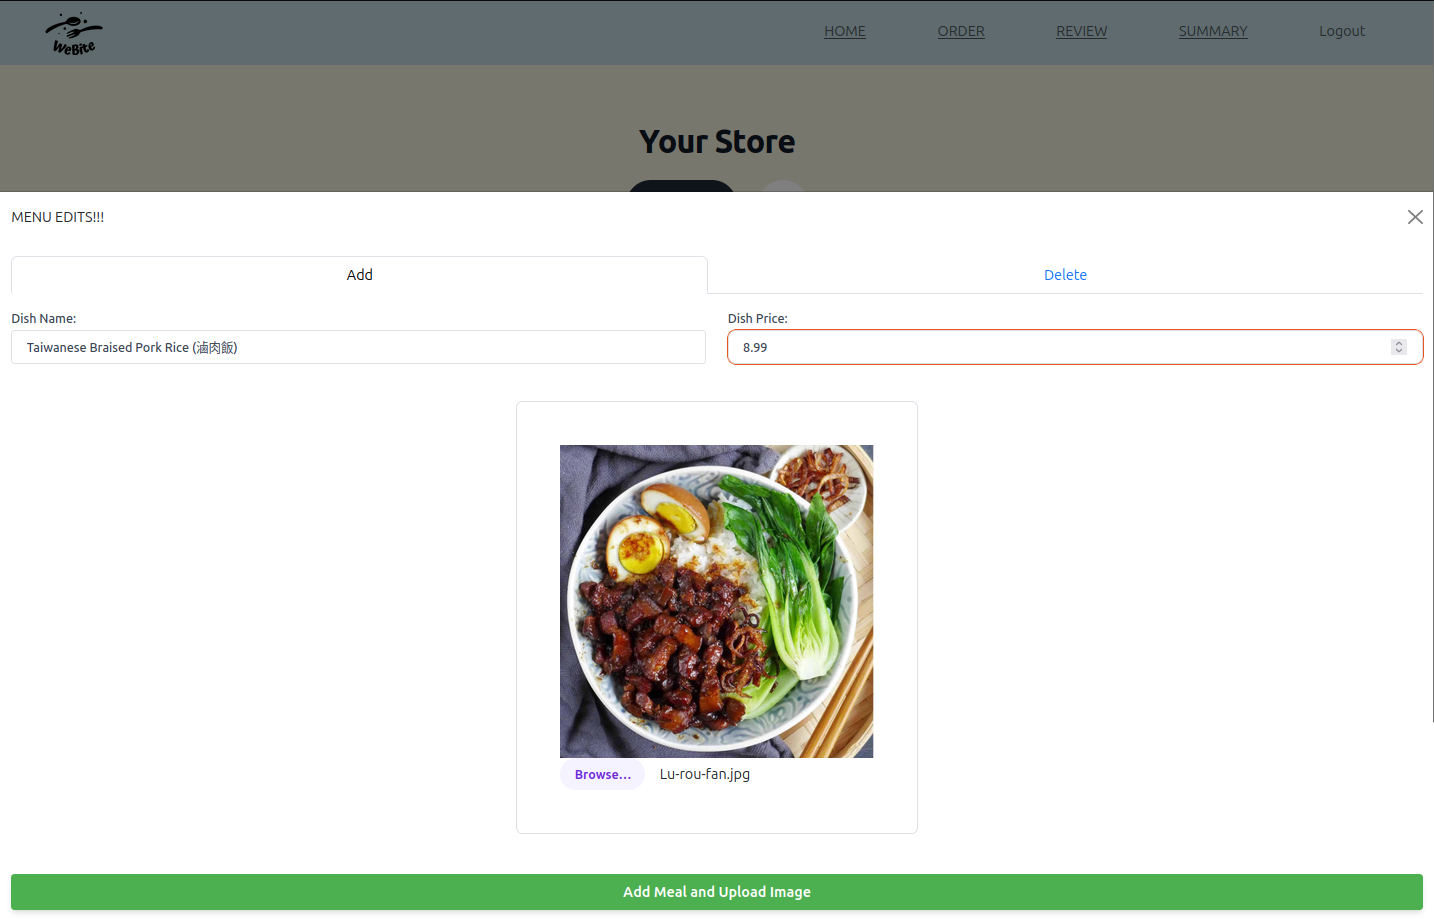 WeBite
HOME ORDER REVIEW SUMMARY Logout
Your Store
MENU EDITS!!!
Add Delete
Dish Name: Dish Price:
Taiwanese Braised Pork Rice (滷肉飯) 8.99
Browse... Lu-rou-fan.jpg
Add Meal and Upload Image